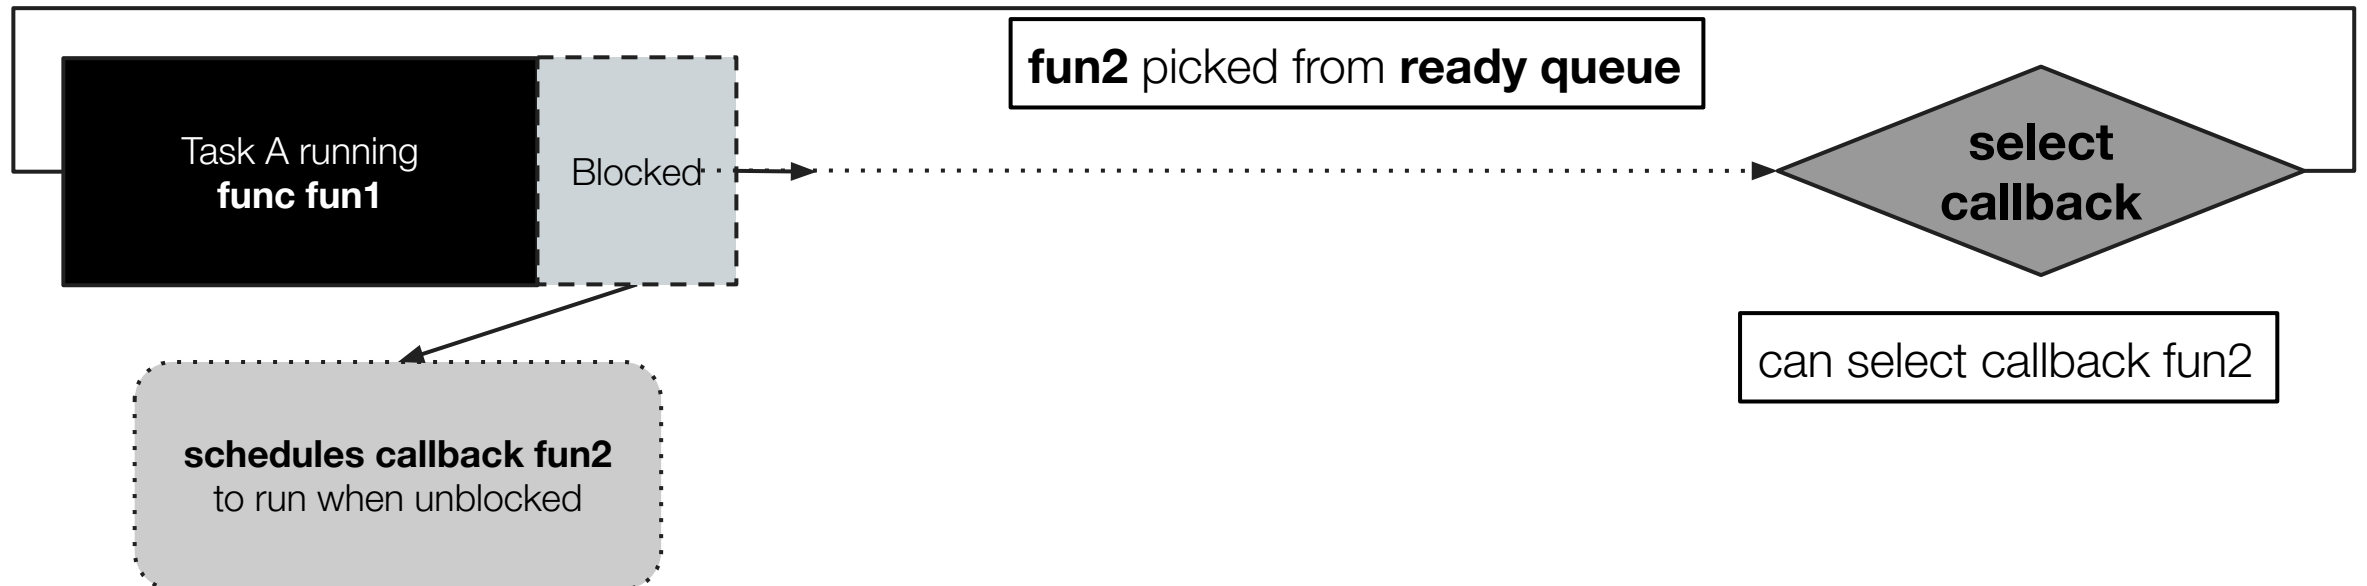 fun2 picked from ready queue
Task A running
func fun1
Blocked
select
callback
can select callback fun2
schedules callback fun2
to run when unblocked